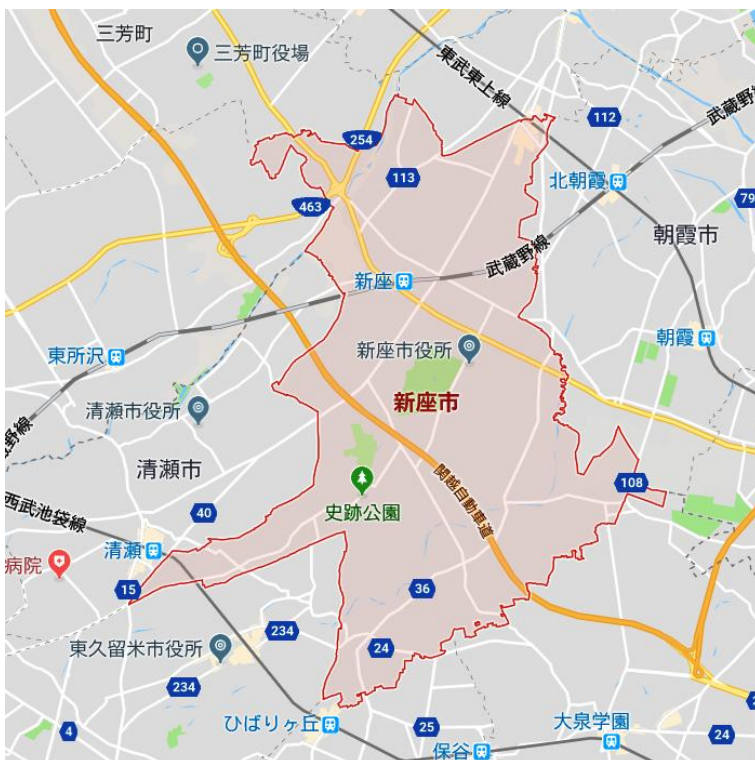 三芳町
三芳町役場
東武東上線
武蔵野線
254
112
113
北朝霞
79
463
朝霞市
武蔵野線
新座
新座市役所
朝霞
東所沢
新座市
清瀬市役所
清瀬市
関越自動車道
108
史跡公園
40
西武池袋線
清瀬
病院
15
36
234
東久留米市役所
24
234
ひばりヶ丘
25
大泉学園
4
24
保谷